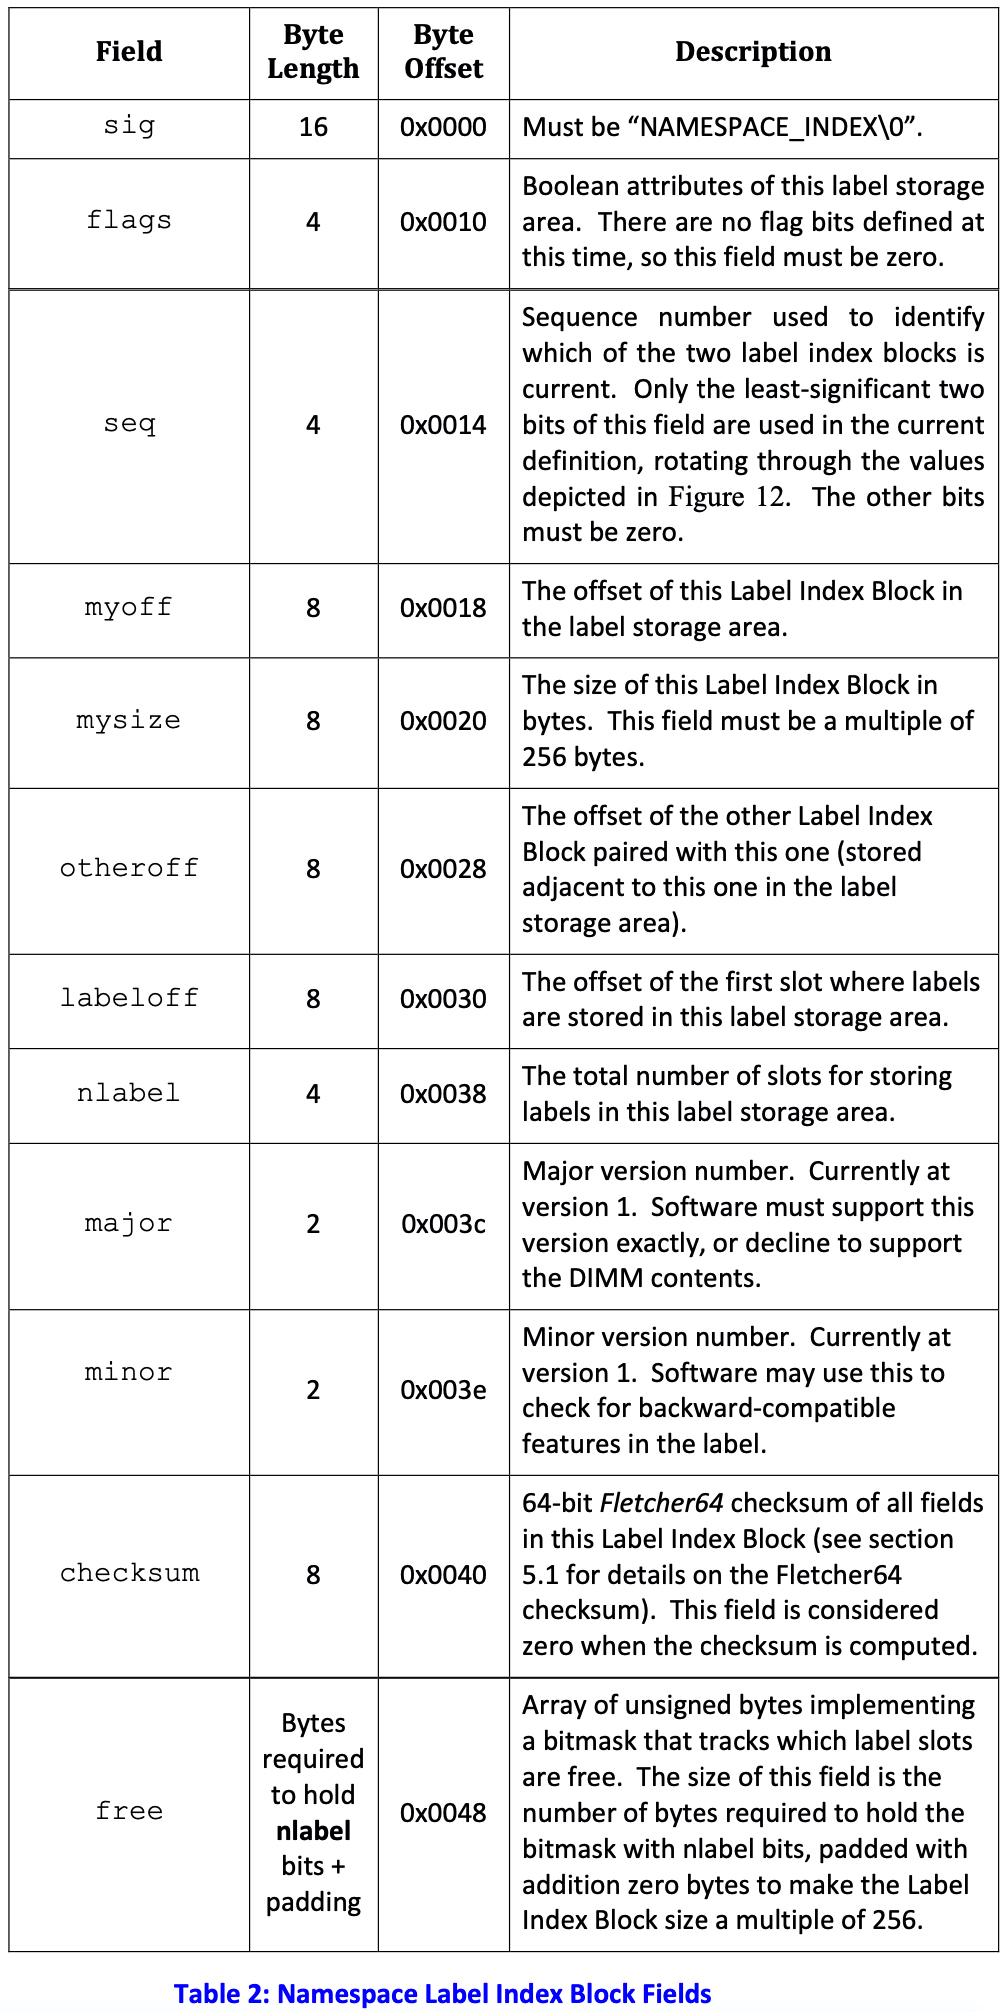 Field
Byte
Length
Byte
Offset
Description
sig
16
0x0000
Must be “NAMESPACE_INDEX\0”.
flags
4
0x0010
Boolean attributes of this label storage
area.  There are no flag bits defined at
this time, so this field must be zero.
seq
4
0x0014
Sequence number used to identify
which of the two label index blocks is
current.  Only the least-significant two
bits of this field are used in the current
definition, rotating through the values
depicted in Figure 12.  The other bits
must be zero.
myoff
8
0x0018
The offset of this Label Index Block in
the label storage area.
mysize
8
0x0020
The size of this Label Index Block in
bytes.  This field must be a multiple of
256 bytes.
otheroff
8
0x0028
The offset of the other Label Index
Block paired with this one (stored
adjacent to this one in the label
storage area).
labeloff
8
0x0030
The offset of the first slot where labels
are stored in this label storage area.
nlabel
4
0x0038
The total number of slots for storing
labels in this label storage area.
major
2
0x003c
Major version number.  Currently at
version 1.  Software must support this
version exactly, or decline to support
the DIMM contents.
minor
2
0x003e
Minor version number.  Currently at
version 1.  Software may use this to
check for backward-compatible
features in the label.
checksum
8
0x0040
64-bit Fletcher64 checksum of all fields
in this Label Index Block (see section
5.1 for details on the Fletcher64
checksum).  This field is considered
zero when the checksum is computed.
free
Bytes
required
to hold
nlabel
bits +
padding
0x0048
Array of unsigned bytes implementing
a bitmask that tracks which label slots
are free.  The size of this field is the
number of bytes required to hold the
bitmask with nlabel bits, padded with
addition zero bytes to make the Label
Index Block size a multiple of 256.
Table 2: Namespace Label Index Block Fields